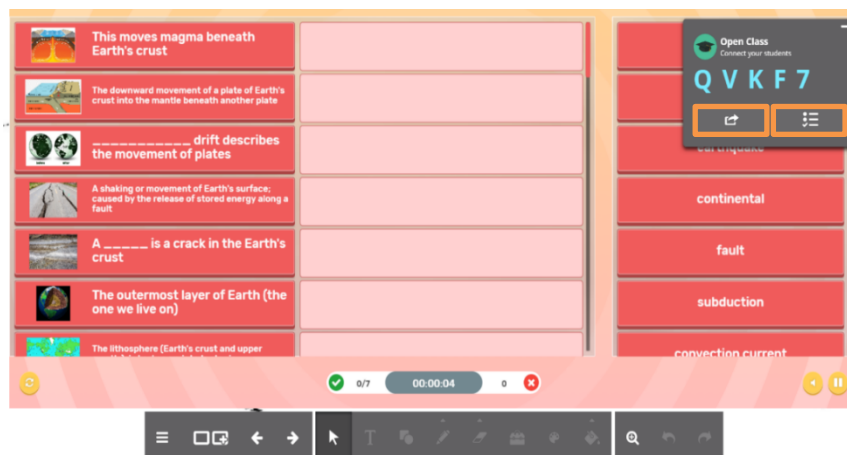 This moves magma beneath
Earth's crust
The downward movement of a plate of Earth's
crust into the mantle beneath another plate
___________ drift describes
the movement of plates
A shaking or movement of Earth's surface;
caused by the release of stored energy along a
fault
A _____ is a crack in the Earth's
crust
The outermost layer of Earth (the
one we live on)
The lithosphere (Earth's crust and upper
Open Class
Connect your students
Q V K F 7
earthquake
continental
fault
subduction
convection current
0/7
00:00:04
0
T